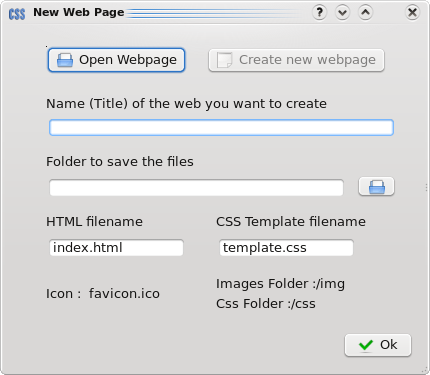 CSS New Web Page ?
Open Webpage Create new webpage
Name (Title) of the web you want to create
Folder to save the files
HTML filename CSS Template filename
index.html template.css
Images Folder :/img
Icon : favicon.ico
Css Folder :/css
Ok